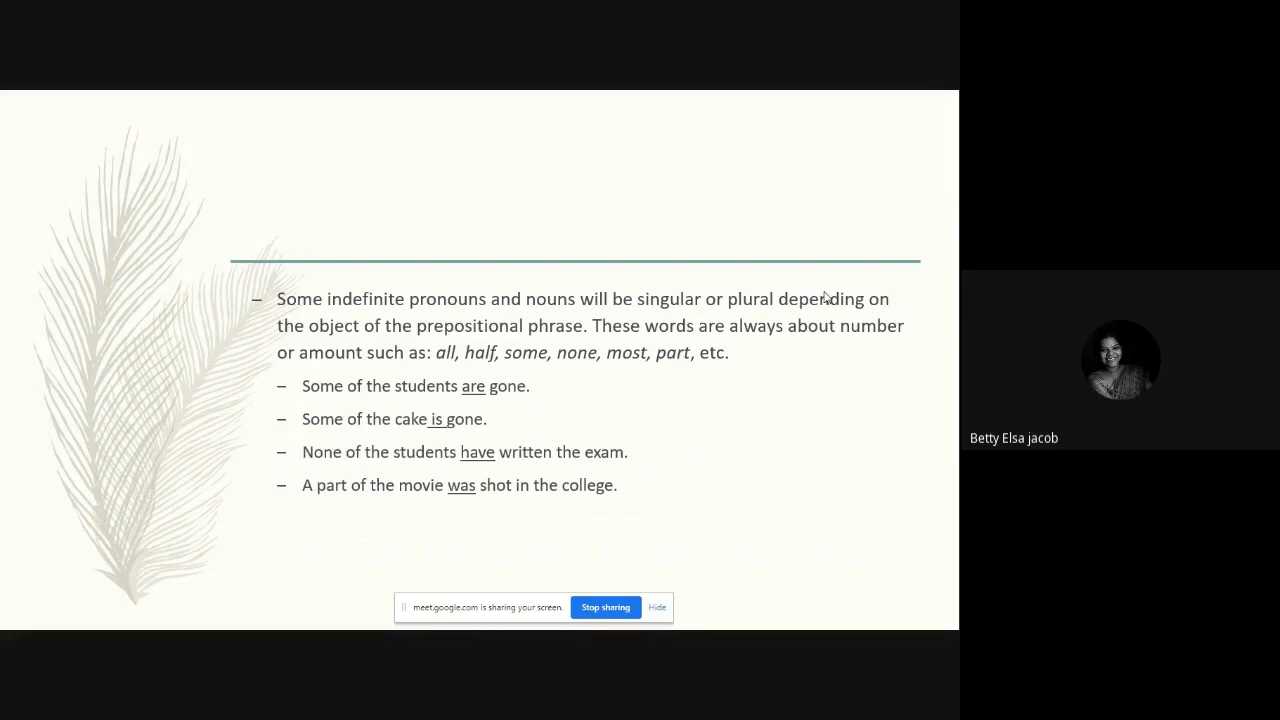 – Some indefinite pronouns and nouns will be singular or plural depending on
the object of the prepositional phrase. These words are always about number
or amount such as: all, half, some, none, most, part, etc.
– Some of the students are gone.
– Some of the cake is gone.
– None of the students have written the exam.
– A part of the movie was shot in the college.
Betty Elsa jacob
meet.google.com is sharing your screen. Stop sharing Hide